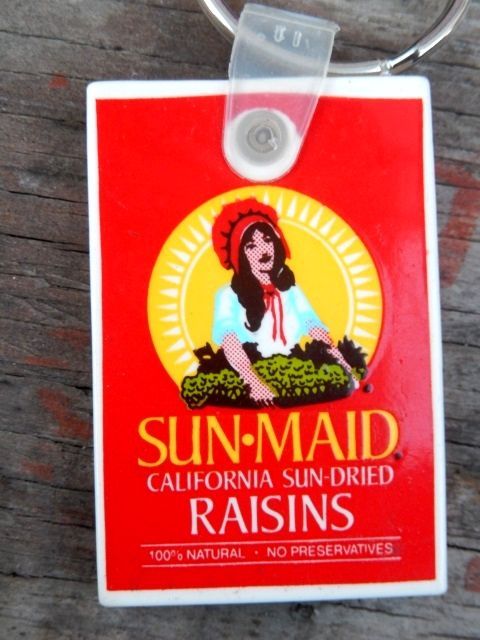 SUN•MAID
CALIFORNIA SUN-DRIED
RAISINS
100% NATURAL · NO PRESERVATIVES